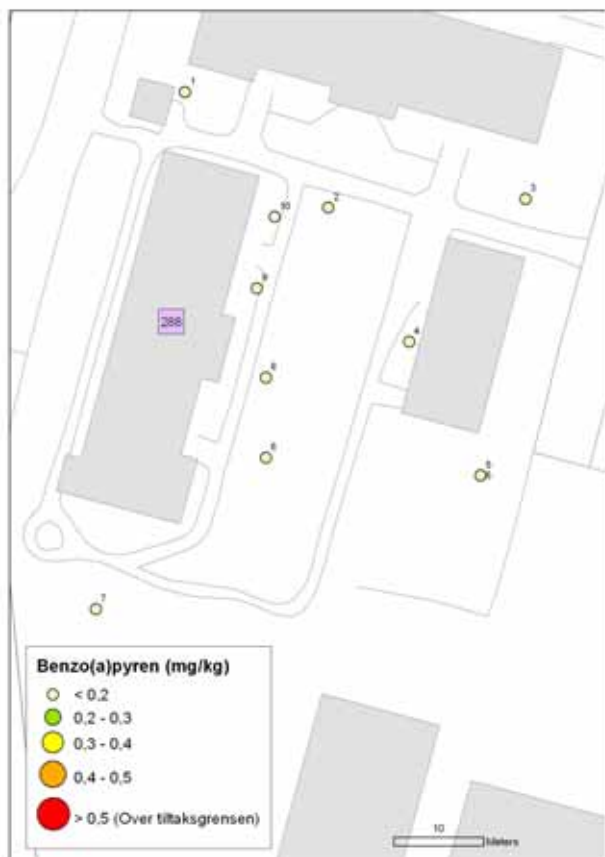 1
3
10
2
9
288
4
8
6
5
7
Benzo(a)pyren (mg/kg)
< 0,2
0,2 - 0,3
0,3 - 0,4
0,4 - 0,5
> 0,5 (Over tiltaksgrensen)
10
Meters